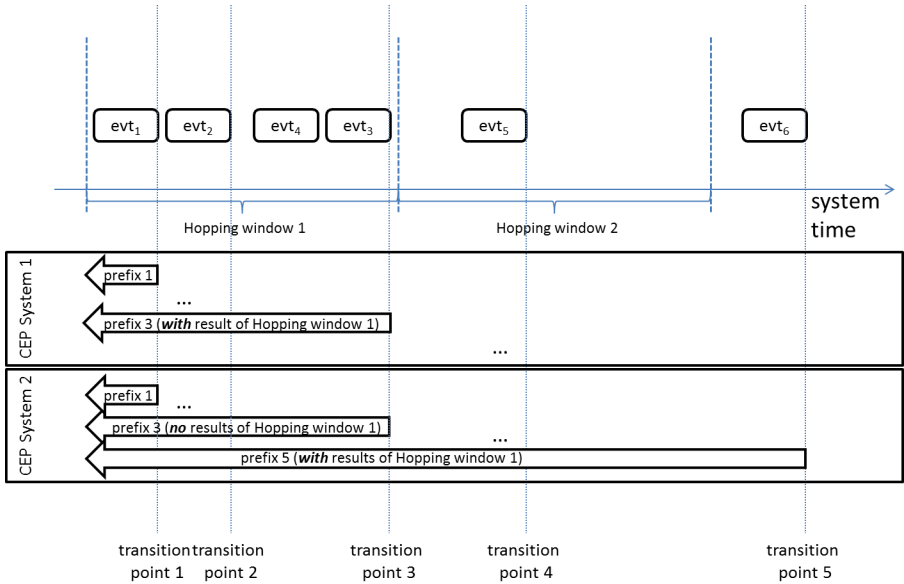 evt1 evt2 evt4 evt3 evt5 evt6
system
time
Hopping window 1 Hopping window 2
CEP System 1
prefix 1
...
prefix 3 (with result of Hopping window 1)
...
CEP System 2
prefix 1
...
prefix 3 (no results of Hopping window 1)
...
prefix 5 (with results of Hopping window 1)
transition transition transition transition transition
point 1 point 2 point 3 point 4 point 5